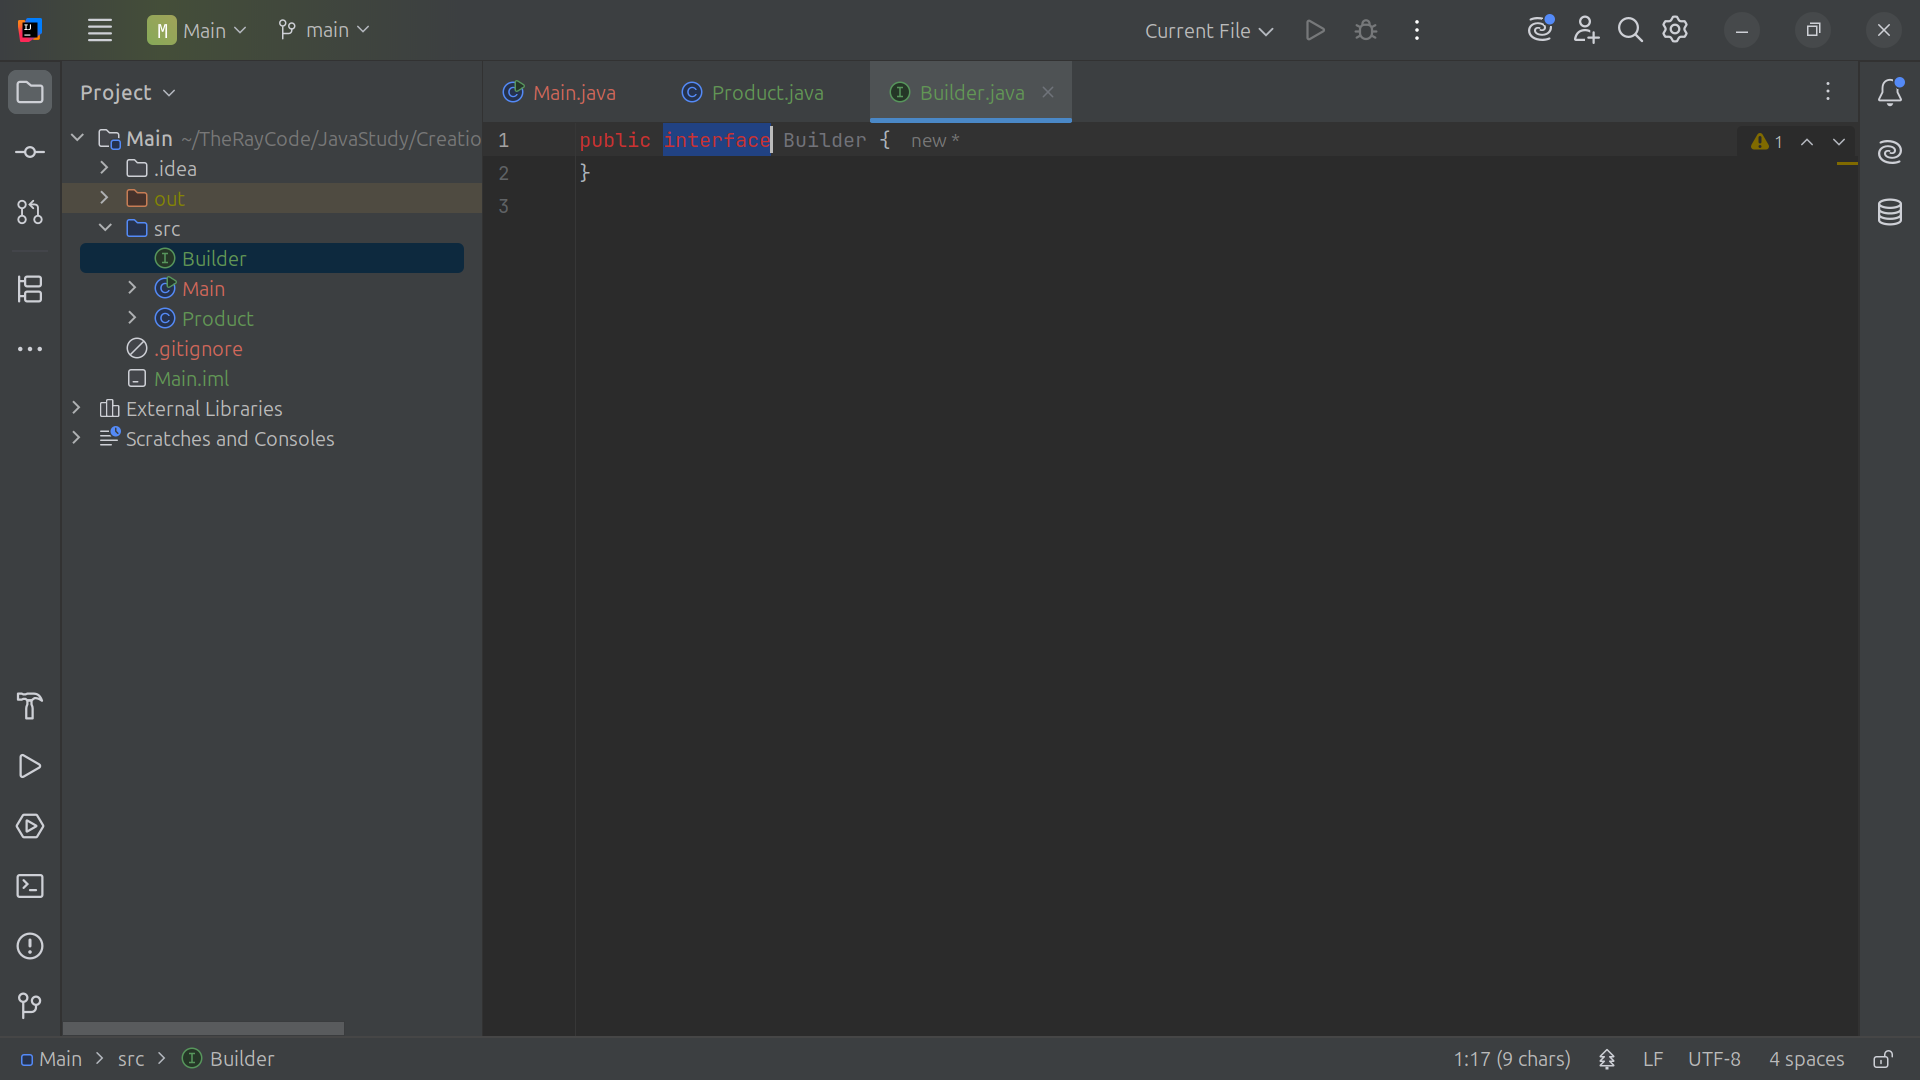 M Main main Current File
Project
Main.java Product.java Builder.java
Main ~/TheRayCode/JavaStudy/Creatio
.idea
out
src
Builder
Main
Product
.gitignore
Main.iml
External Libraries
Scratches and Consoles
1 public interface Builder { new *
2 }
3
1
Main > src > Builder
1:17 (9 chars) LF UTF-8 4 spaces